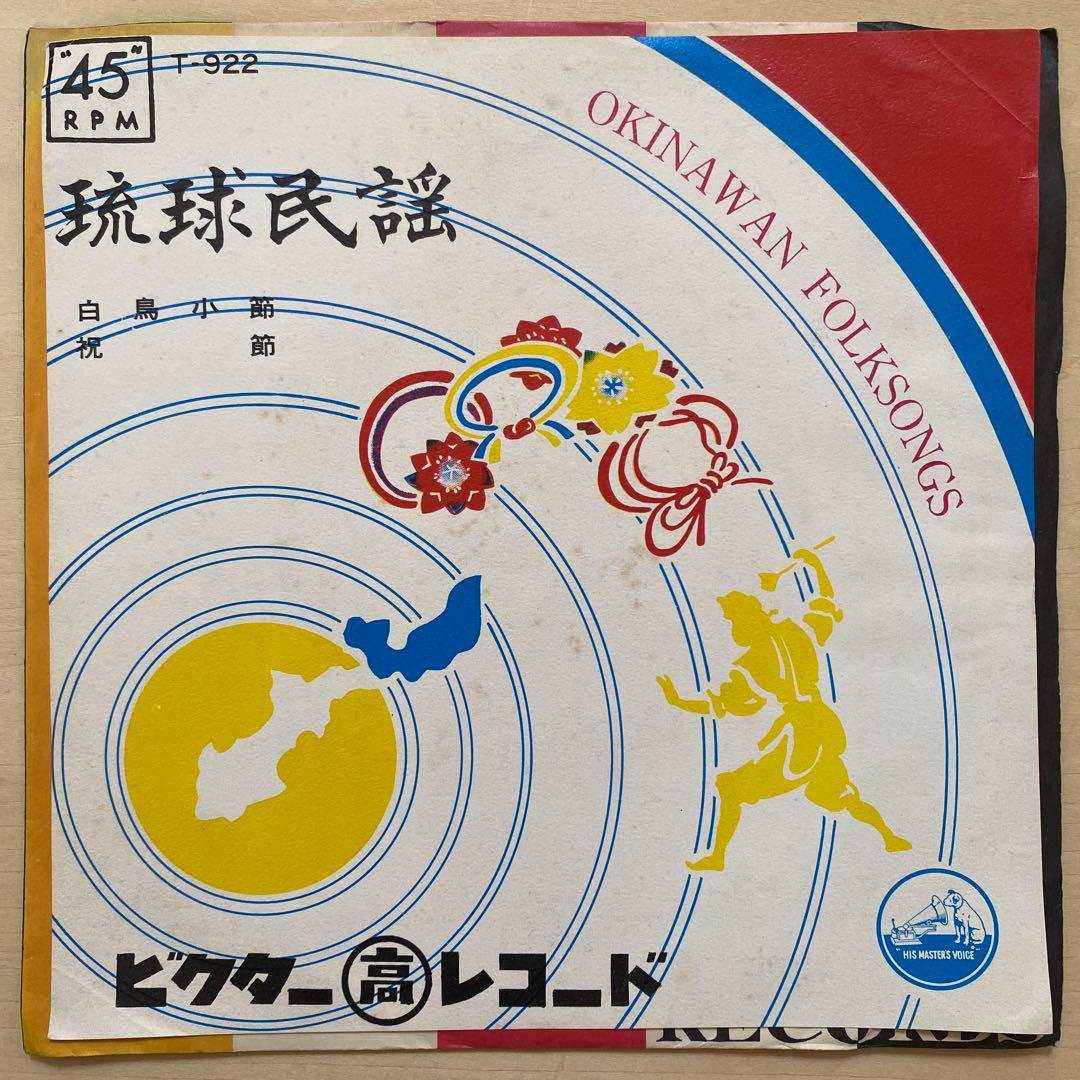 "45" T-922
RPM
OKINAWAN FOLKSONGS
琉球民謡
白鳥小節
祝節
"HIS MASTER'S VOICE"
ビクター高レコード
RECORDS